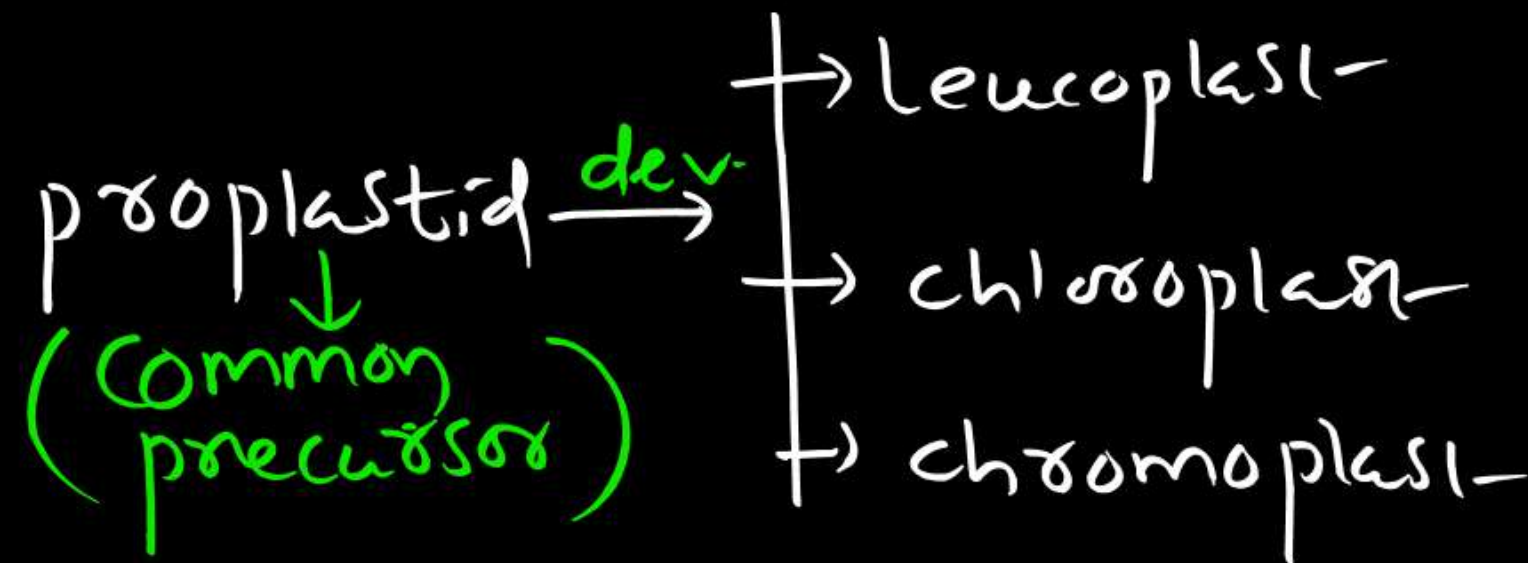 proplastid → dev.
↓
(common
precursor)
→ leucoplast
→ chloroplast
→ chromoplast